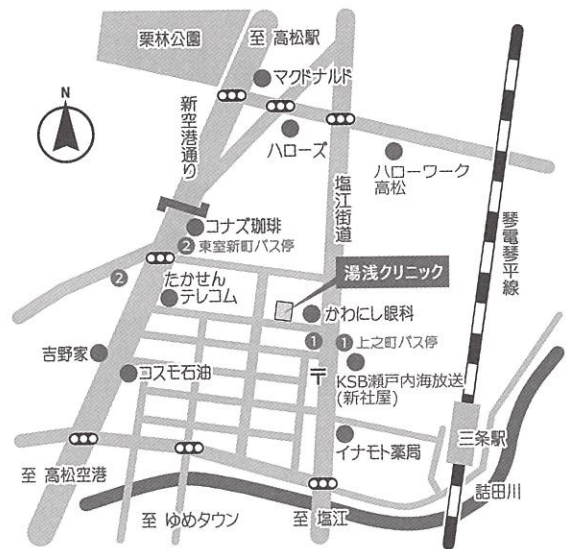 栗林公園
至 高松駅
マクドナルド
N
新空港通り
ハローズ
ハローワーク
高松
塩江街道
琴電琴平線
コナズ珈琲
2 東室新町バス停
湯浅クリニック
2
たかせん
テレコム
かわにし眼科
1 1 上之町バス停
吉野家
コスモ石油
〒
KSB瀬戸内海放送
(新社屋)
イナモト薬局
三条駅
至 高松空港
詰田川
至 ゆめタウン
至 塩江